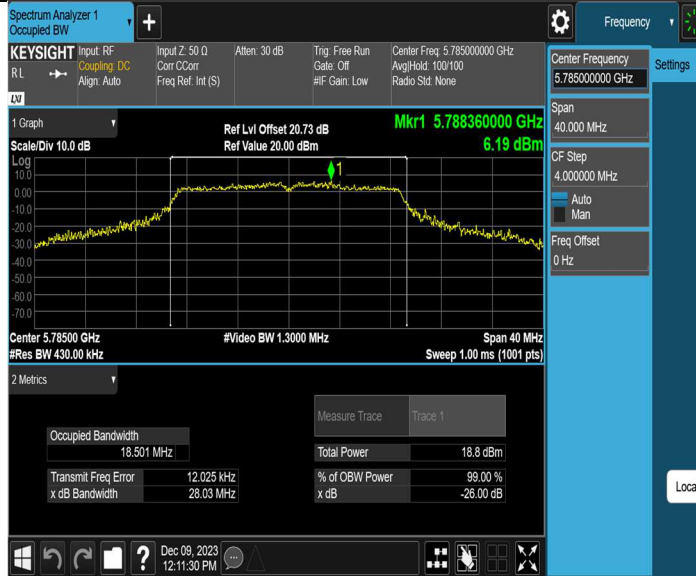 Spectrum Analyzer 1
Occupied BW
Frequency
KEYSIGHT Input: RF Input Z: 50 Ω Atten: 30 dB Trig: Free Run Center Freq: 5.785000000 GHz
RL Coupling: DC Corr CCorr Gate: Off Avg|Hold: 100/100
Align: Auto Freq Ref: Int (S) #IF Gain: Low Radio Std: None
LXI
Center Frequency
5.785000000 GHz
Settings
Span
40.000 MHz
CF Step
4.000000 MHz
Auto
Man
Freq Offset
0 Hz
1 Graph
Ref Lvl Offset 20.73 dB Mkr1 5.788360000 GHz
Scale/Div 10.0 dB Ref Value 20.00 dBm 6.19 dBm
Log
1
10.0
0.00
-10.0
-20.0
-30.0
-40.0
-50.0
-60.0
-70.0
Center 5.78500 GHz #Video BW 1.3000 MHz Span 40 MHz
#Res BW 430.00 kHz Sweep 1.00 ms (1001 pts)
2 Metrics
Measure Trace Trace 1
Occupied Bandwidth
18.501 MHz
Total Power 18.8 dBm
Transmit Freq Error 12.025 kHz % of OBW Power 99.00 %
x dB Bandwidth 28.03 MHz x dB -26.00 dB
Loca
Dec 09, 2023
12:11:30 PM